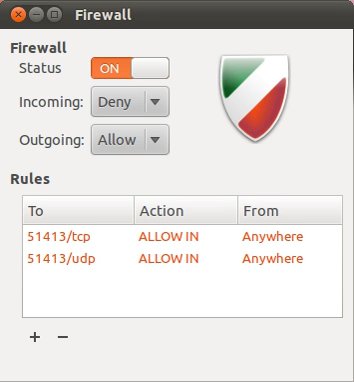 Firewall
Firewall
Status ON
Incoming: Deny
Outgoing: Allow
Rules
To Action From
51413/tcp ALLOW IN Anywhere
51413/udp ALLOW IN Anywhere